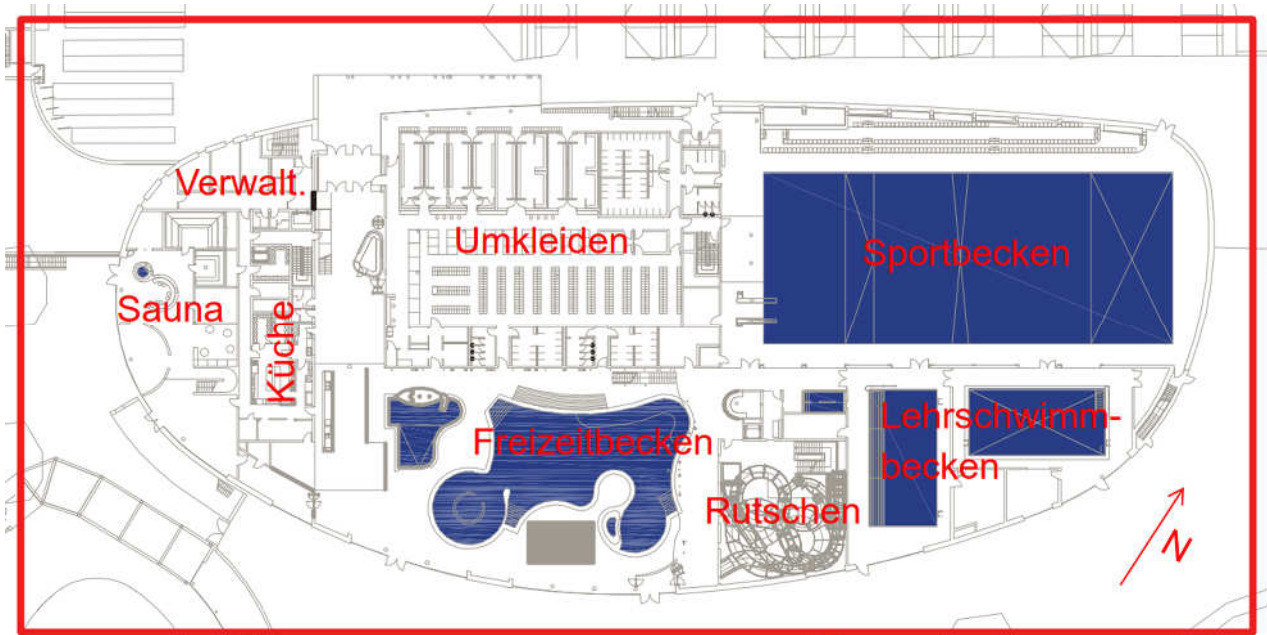 Verwalt.
Umkleiden
Sportbecken
Sauna
Küche
Freizeitbecken
Lehrschwimm-
becken
Rutschen
N